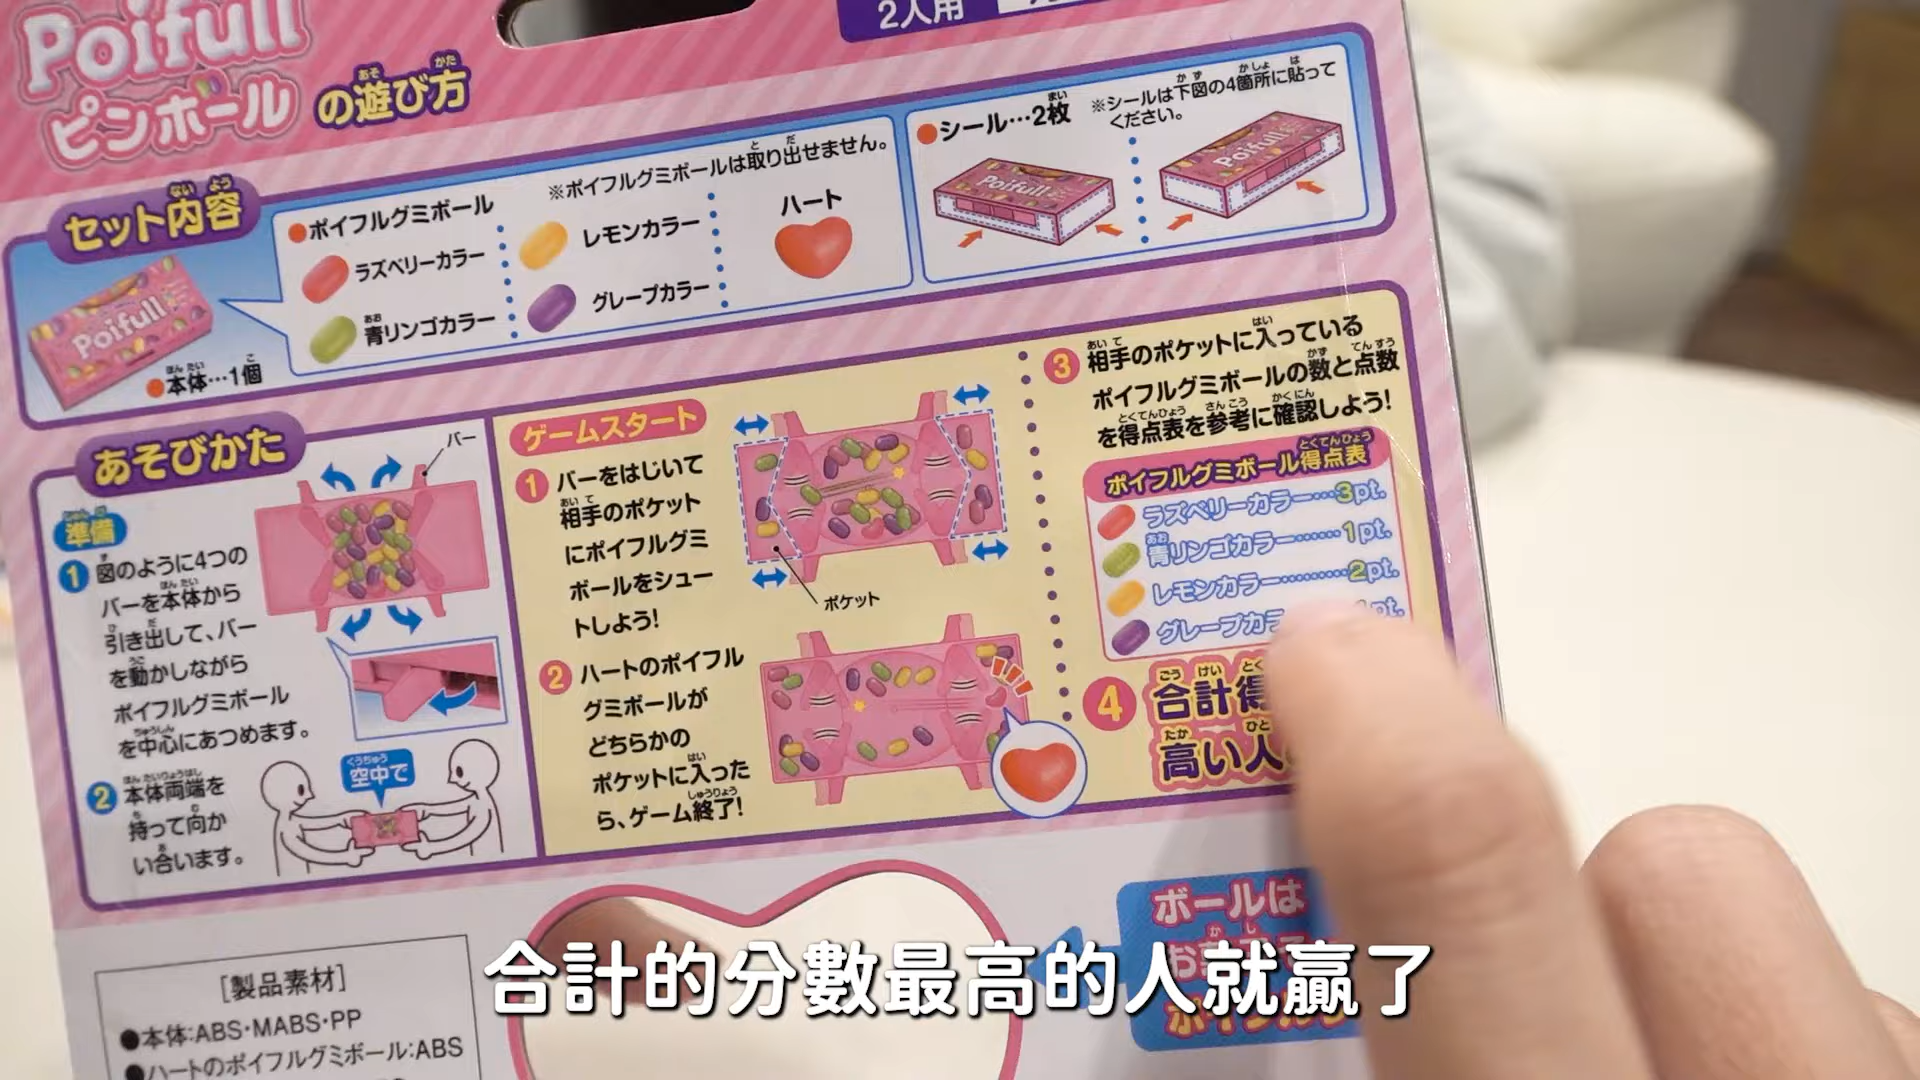 Poifull
ピンボール
の遊び方
2人用
セット内容
本体…1個
●ポイフルグミボール
※ポイフルグミボールは取り出せません。
ラズベリーカラー
レモンカラー
ハート
青リンゴカラー
グレープカラー
●シール…2枚
※シールは下図の4箇所に貼って
ください。
Poifull
Poifull
Poifull
あそびかた
準備
1 図のように4つの
バーを本体から
引き出して、バー
を動かしながら
ポイフルグミボール
を中心にあつめます。
バー
2 本体両端を
持って向か
い合います。
空中で
ゲームスタート
1 バーをはじいて
相手のポケット
にポイフルグミ
ボールをシュー
トしよう!
ポケット
2 ハートのポイフル
グミボールが
どちらかの
ポケットに入った
ら、ゲーム終了!
3 相手のポケットに入っている
ポイフルグミボールの数と点数
を得点表を参考に確認しよう!
ポイフルグミボール得点表
ラズベリーカラー…3pt.
青リンゴカラー……1pt.
レモンカラー………2pt.
グレープカラ pt.
4 合計得
高い人
ボールは
[製品素材]
●本体:ABS・MABS・PP
●ハートのポイフルグミボール:ABS
合計的分數最高的人就贏了